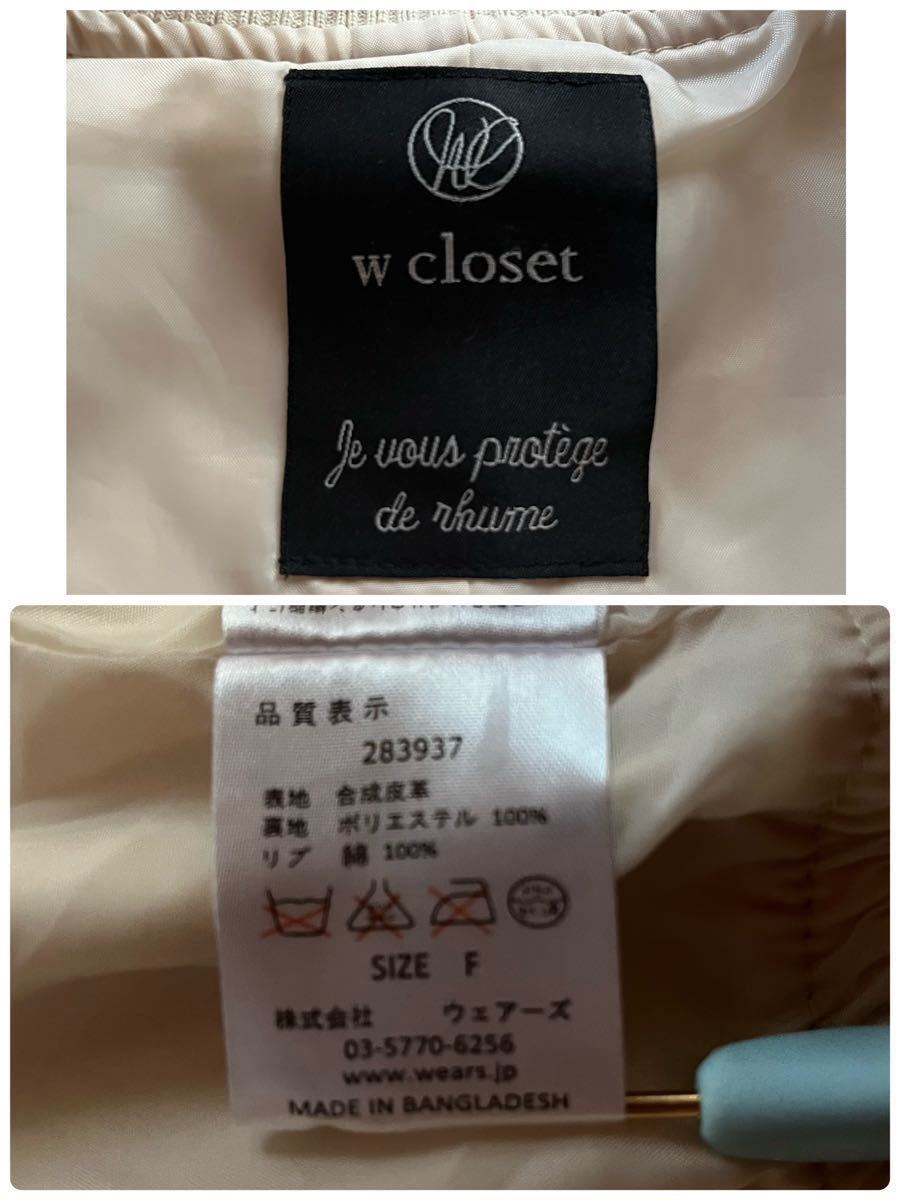 w closet
Je vous protège
de rhume
品質表示
283937
表地 合成皮革
裏地 ポリエステル 100%
リブ 綿 100%
SIZE F
株式会社 ウェアーズ
03-5770-6256
www.wears.jp
MADE IN BANGLADESH